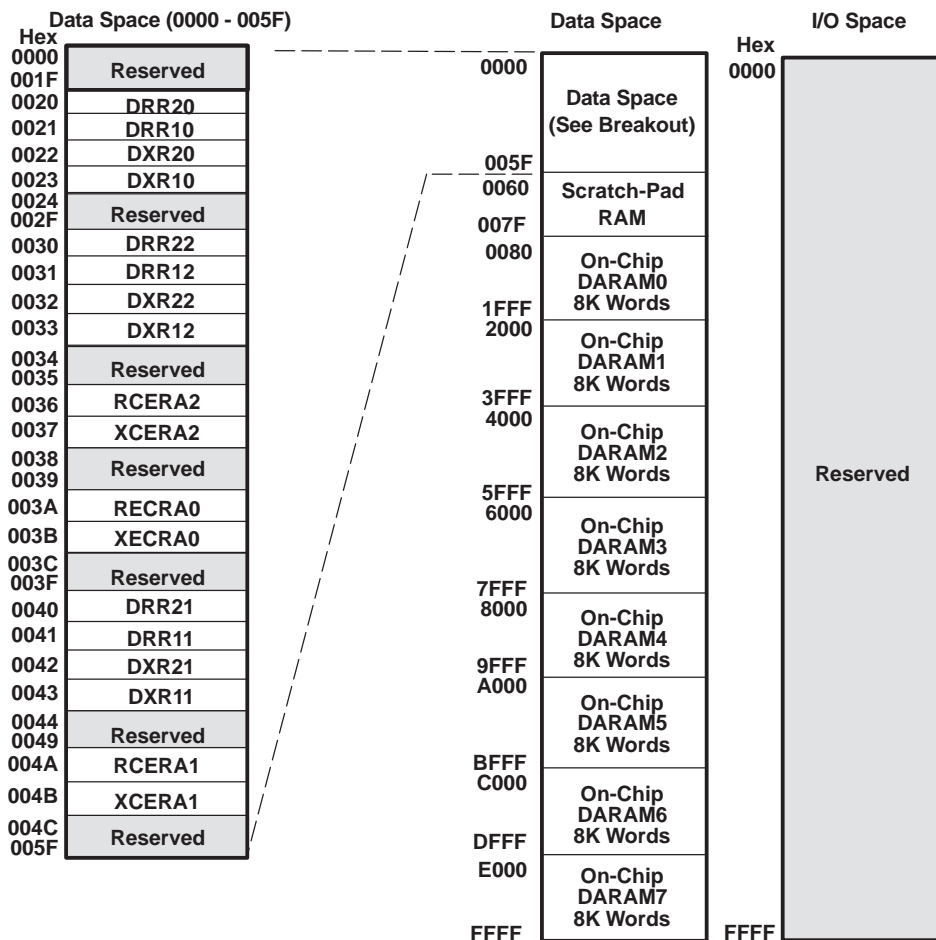 Data Space (0000 - 005F)
Hex
0000
001F
Reserved
0020
DRR20
0021
DRR10
0022
DXR20
0023
DXR10
0024
002F
Reserved
0030
DRR22
0031
DRR12
0032
DXR22
0033
DXR12
0034
0035
Reserved
0036
RCERA2
0037
XCERA2
0038
0039
Reserved
003A
RECRA0
003B
XECRA0
003C
003F
Reserved
0040
DRR21
0041
DRR11
0042
DXR21
0043
DXR11
0044
0049
Reserved
004A
RCERA1
004B
XCERA1
004C
005F
Reserved
Data Space
0000
Data Space
(See Breakout)
005F
0060
Scratch-Pad
RAM
007F
0080
On-Chip
DARAM0
8K Words
1FFF
2000
On-Chip
DARAM1
8K Words
3FFF
4000
On-Chip
DARAM2
8K Words
5FFF
6000
On-Chip
DARAM3
8K Words
7FFF
8000
On-Chip
DARAM4
8K Words
9FFF
A000
On-Chip
DARAM5
8K Words
BFFF
C000
On-Chip
DARAM6
8K Words
DFFF
E000
On-Chip
DARAM7
8K Words
FFFF
I/O Space
Hex
0000
Reserved
FFFF